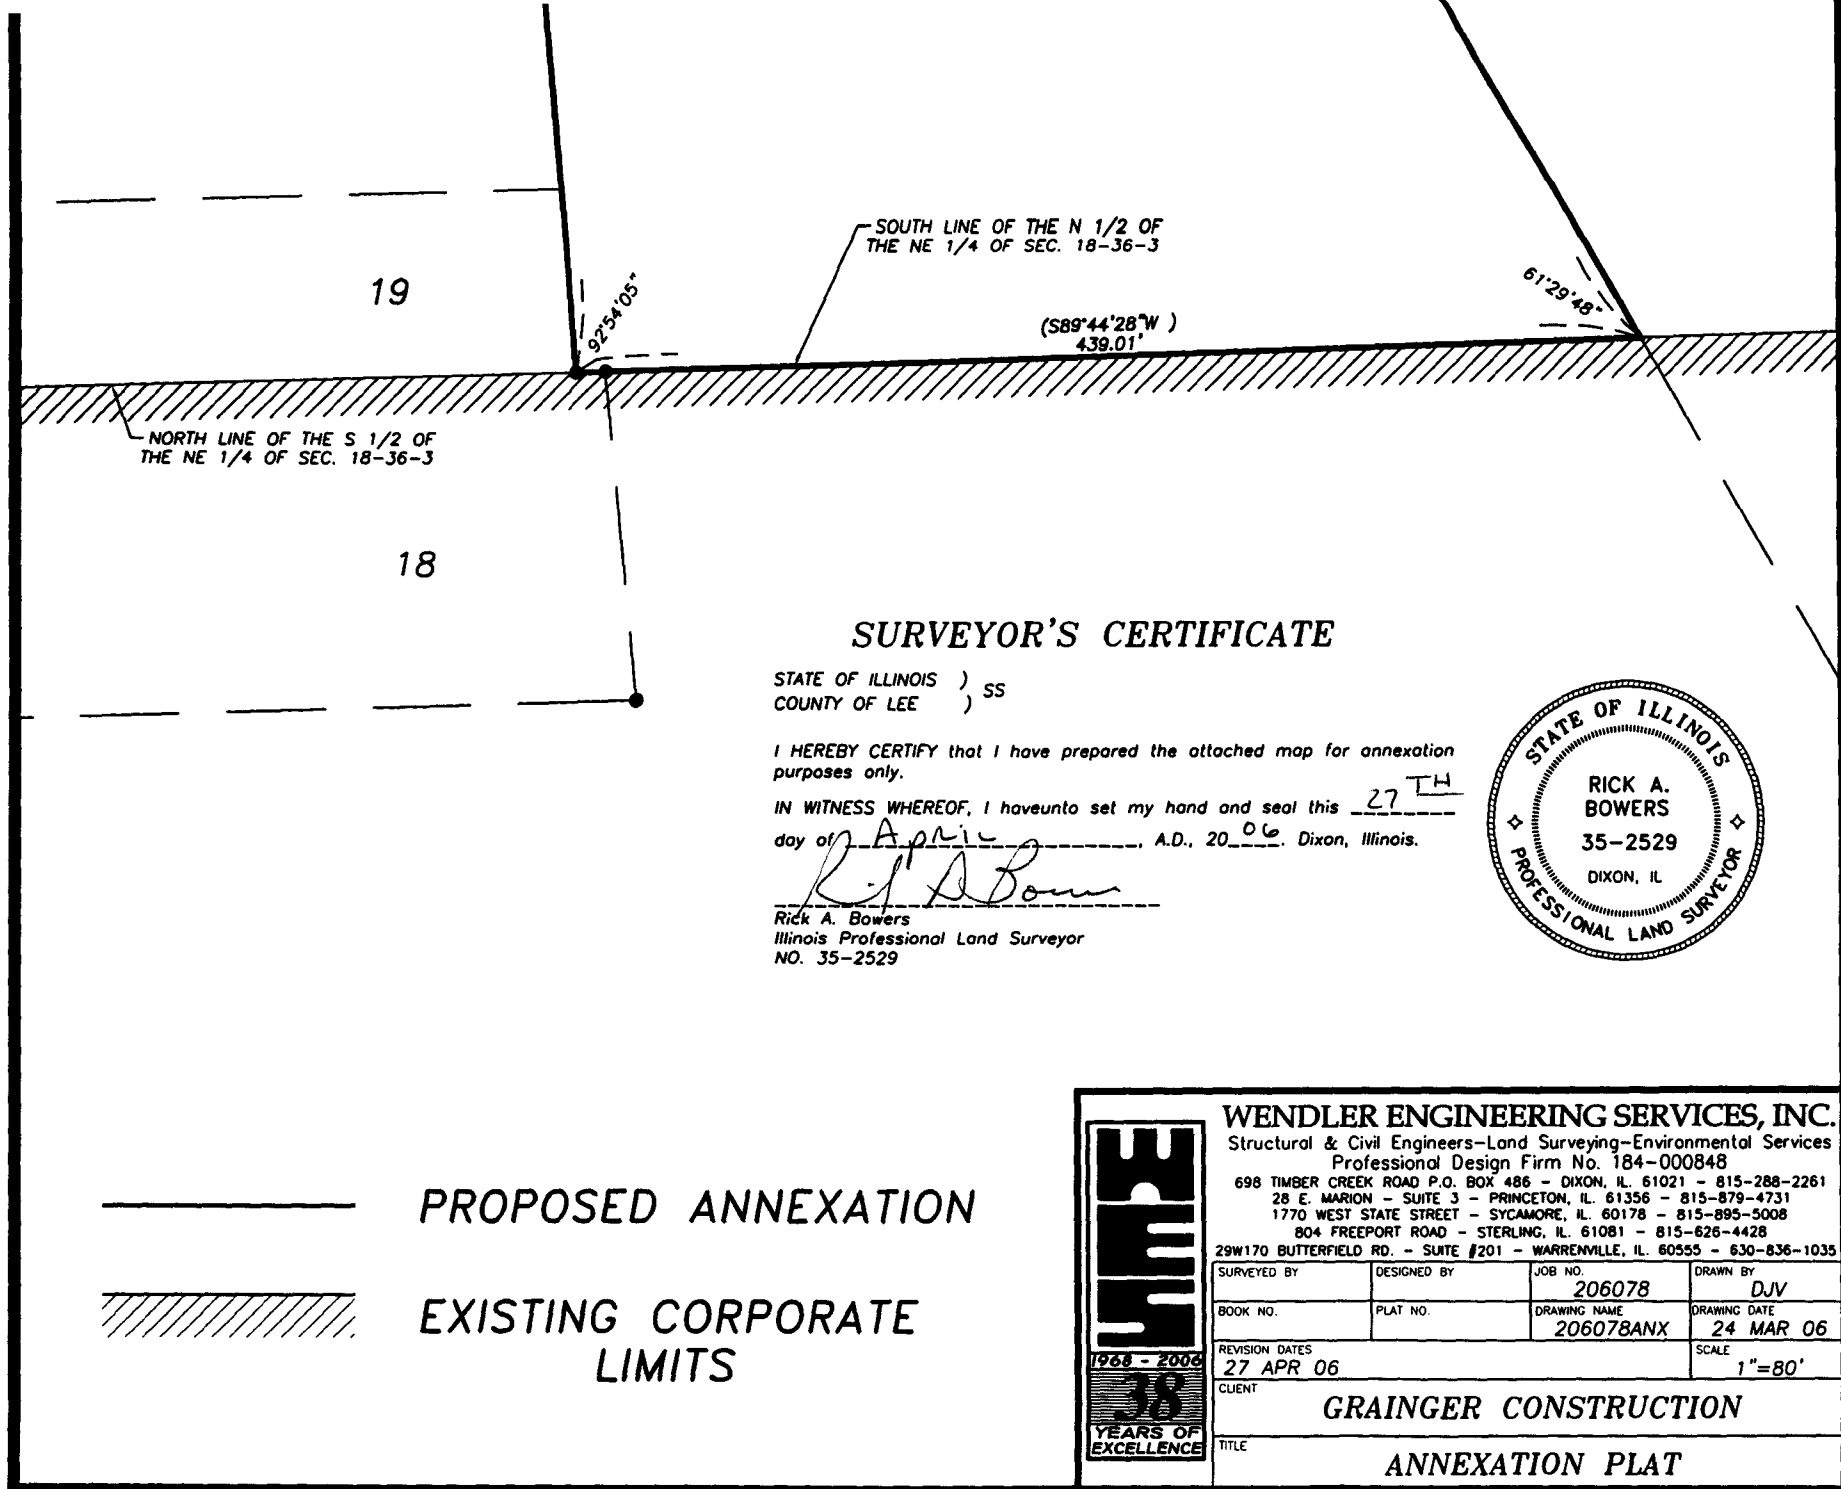 SOUTH LINE OF THE N 1/2 OF
THE NE 1/4 OF SEC. 18-36-3
19
92°54'05"
(S89°44'28"W )
439.01'
61°29'48"
NORTH LINE OF THE S 1/2 OF
THE NE 1/4 OF SEC. 18-36-3
18
SURVEYOR'S CERTIFICATE
STATE OF ILLINOIS )
COUNTY OF LEE ) SS
I HEREBY CERTIFY that I have prepared the attached map for annexation
purposes only.
IN WITNESS WHEREOF, I haveunto set my hand and seal this 27TH
day of April, A.D., 2006. Dixon, Illinois.
Rick A. Bowers
Illinois Professional Land Surveyor
NO. 35-2529
STATE OF ILLINOIS
RICK A.
BOWERS
35-2529
DIXON, IL
PROFESSIONAL LAND SURVEYOR
PROPOSED ANNEXATION
EXISTING CORPORATE
LIMITS
WES
1968 - 2006
38
YEARS OF
EXCELLENCE
WENDLER ENGINEERING SERVICES, INC.
Structural & Civil Engineers-Land Surveying-Environmental Services
Professional Design Firm No. 184-000848
698 TIMBER CREEK ROAD P.O. BOX 486 - DIXON, IL. 61021 - 815-288-2261
28 E. MARION - SUITE 3 - PRINCETON, IL. 61356 - 815-879-4731
1770 WEST STATE STREET - SYCAMORE, IL. 60178 - 815-895-5008
804 FREEPORT ROAD - STERLING, IL. 61081 - 815-626-4428
29W170 BUTTERFIELD RD. - SUITE #201 - WARRENVILLE, IL. 60555 - 630-836-1035
SURVEYED BY DESIGNED BY JOB NO. DRAWN BY
206078 DJV
BOOK NO. PLAT NO. DRAWING NAME DRAWING DATE
206078ANX 24 MAR 06
REVISION DATES SCALE
27 APR 06 1"=80'
CLIENT
GRAINGER CONSTRUCTION
TITLE
ANNEXATION PLAT